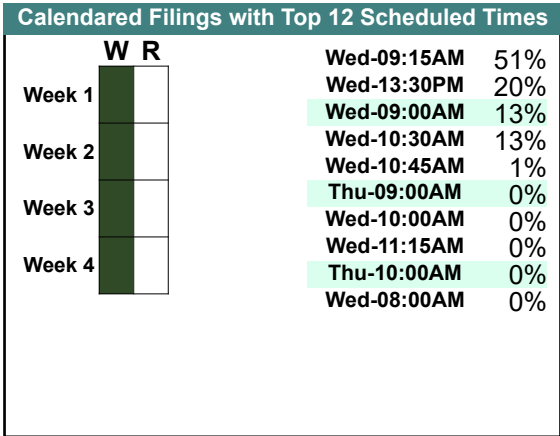 Calendared Filings with Top 12 Scheduled Times
W R
Week 1
Week 2
Week 3
Week 4
Wed-09:15AM 51%
Wed-13:30PM 20%
Wed-09:00AM 13%
Wed-10:30AM 13%
Wed-10:45AM 1%
Thu-09:00AM 0%
Wed-10:00AM 0%
Wed-11:15AM 0%
Thu-10:00AM 0%
Wed-08:00AM 0%